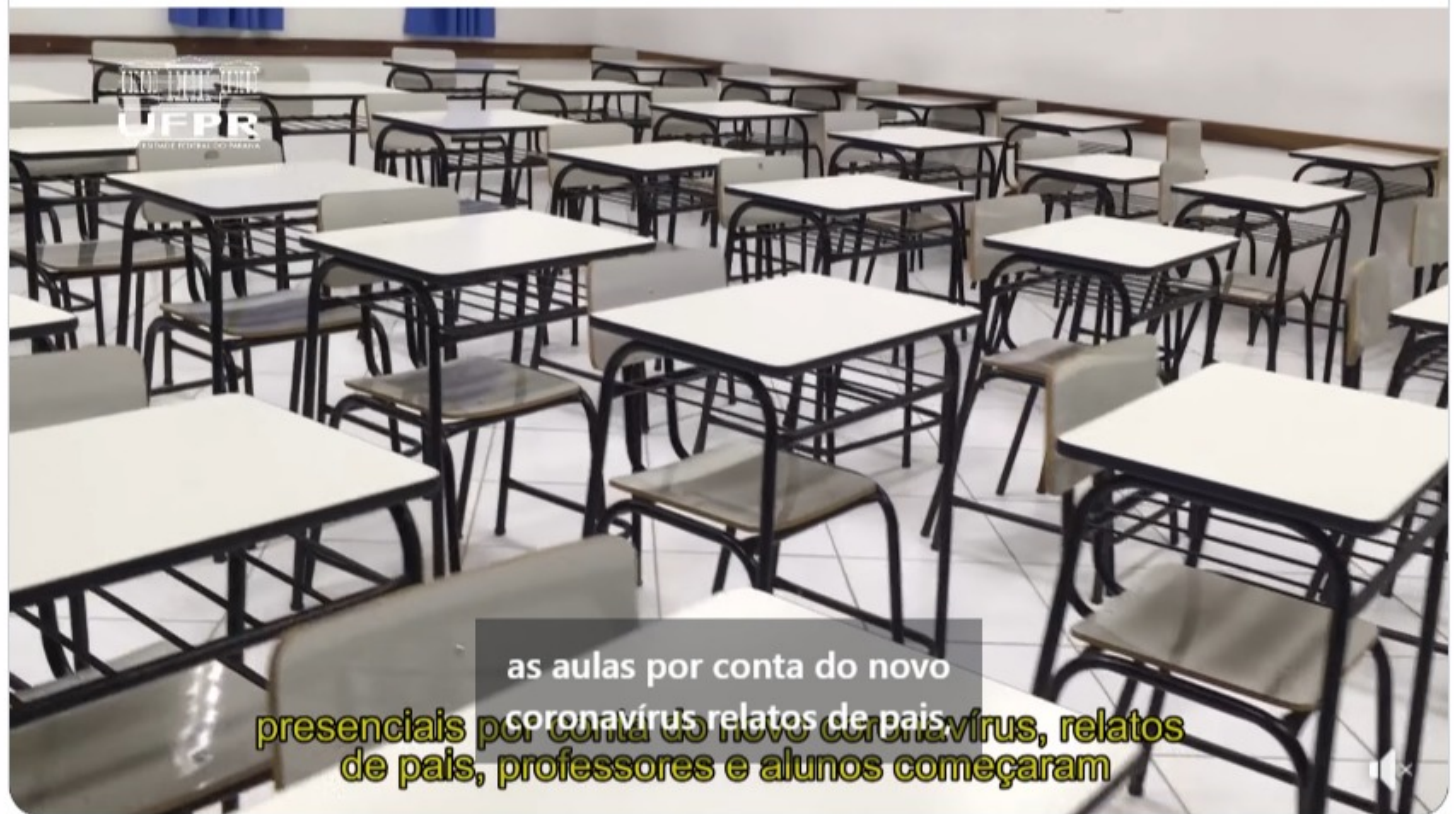 UFPR
as aulas por conta do novo
coronavírus relatos de pais,
presenciais por conta do novo coronavírus, relatos
de pais, professores e alunos começaram